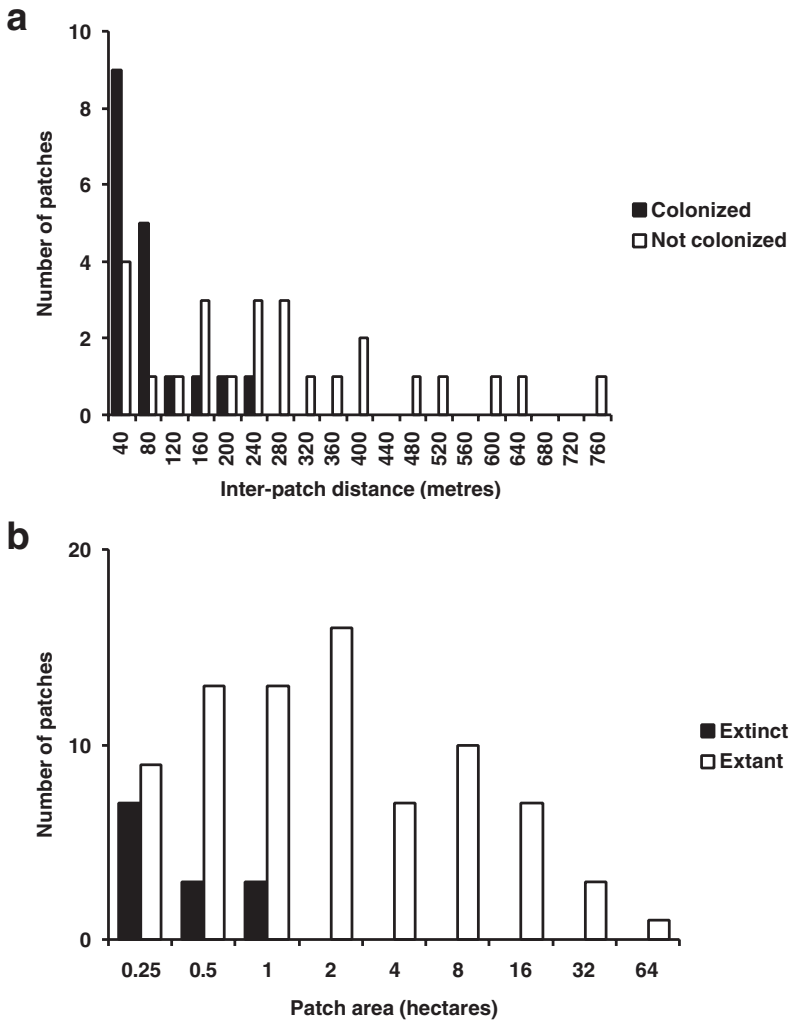 a
10
8
6
4
2
0
Number of patches
Colonized
Not colonized
40 80 120 160 200 240 280 320 360 400 440 480 520 560 600 640 680 720 760
Inter-patch distance (metres)
b
20
10
0
Number of patches
Extinct
Extant
0.25 0.5 1 2 4 8 16 32 64
Patch area (hectares)